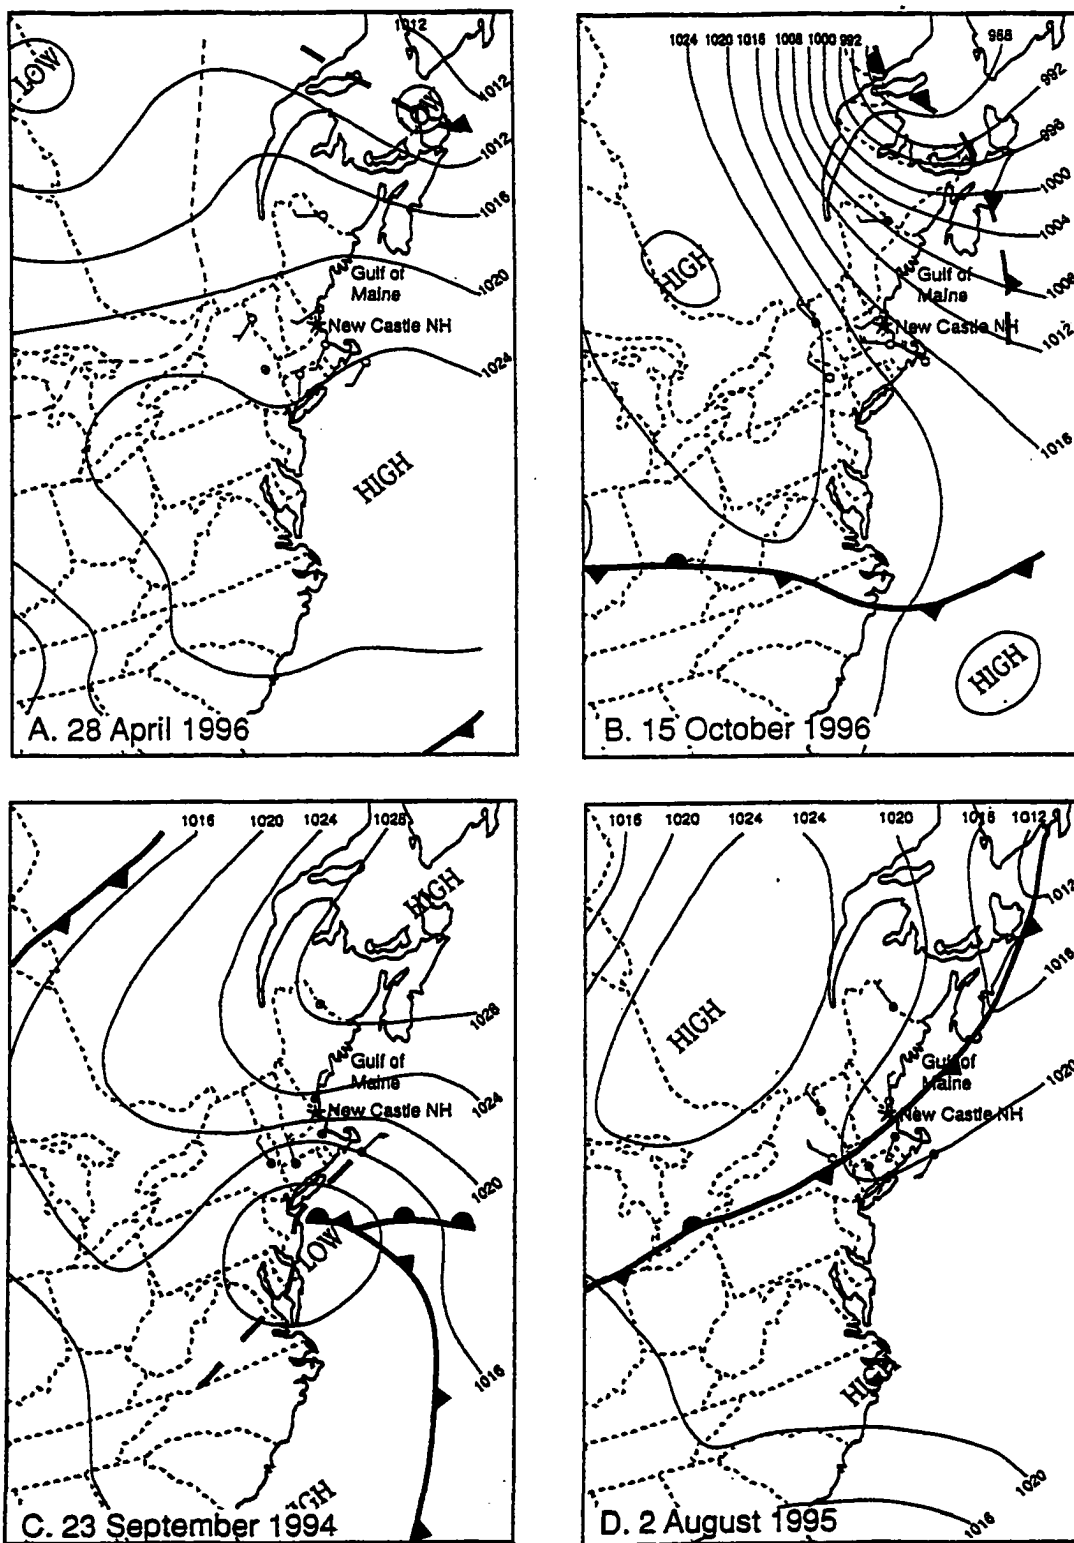 1012
LOW
1012
LOW
1012
1016
Gulf of
Maine
1020
New Castle NH
1024
HIGH
A. 28 April 1996
1024 1020 1016 1008 1000 992
988
992
996
1000
1004
HIGH
Gulf of
Maine
1008
New Castle NH
1012
1016
HIGH
B. 15 October 1996
1016 1020 1024 1028
HIGH
1028
Gulf of
Maine
1024
New Castle NH
1020
LOW
1016
HIGH
C. 23 September 1994
1016 1020 1024 1024 1020 1016 1012
1012
1016
HIGH
Gulf of
Maine
1020
New Castle NH
HIGH
1020
1016
D. 2 August 1995